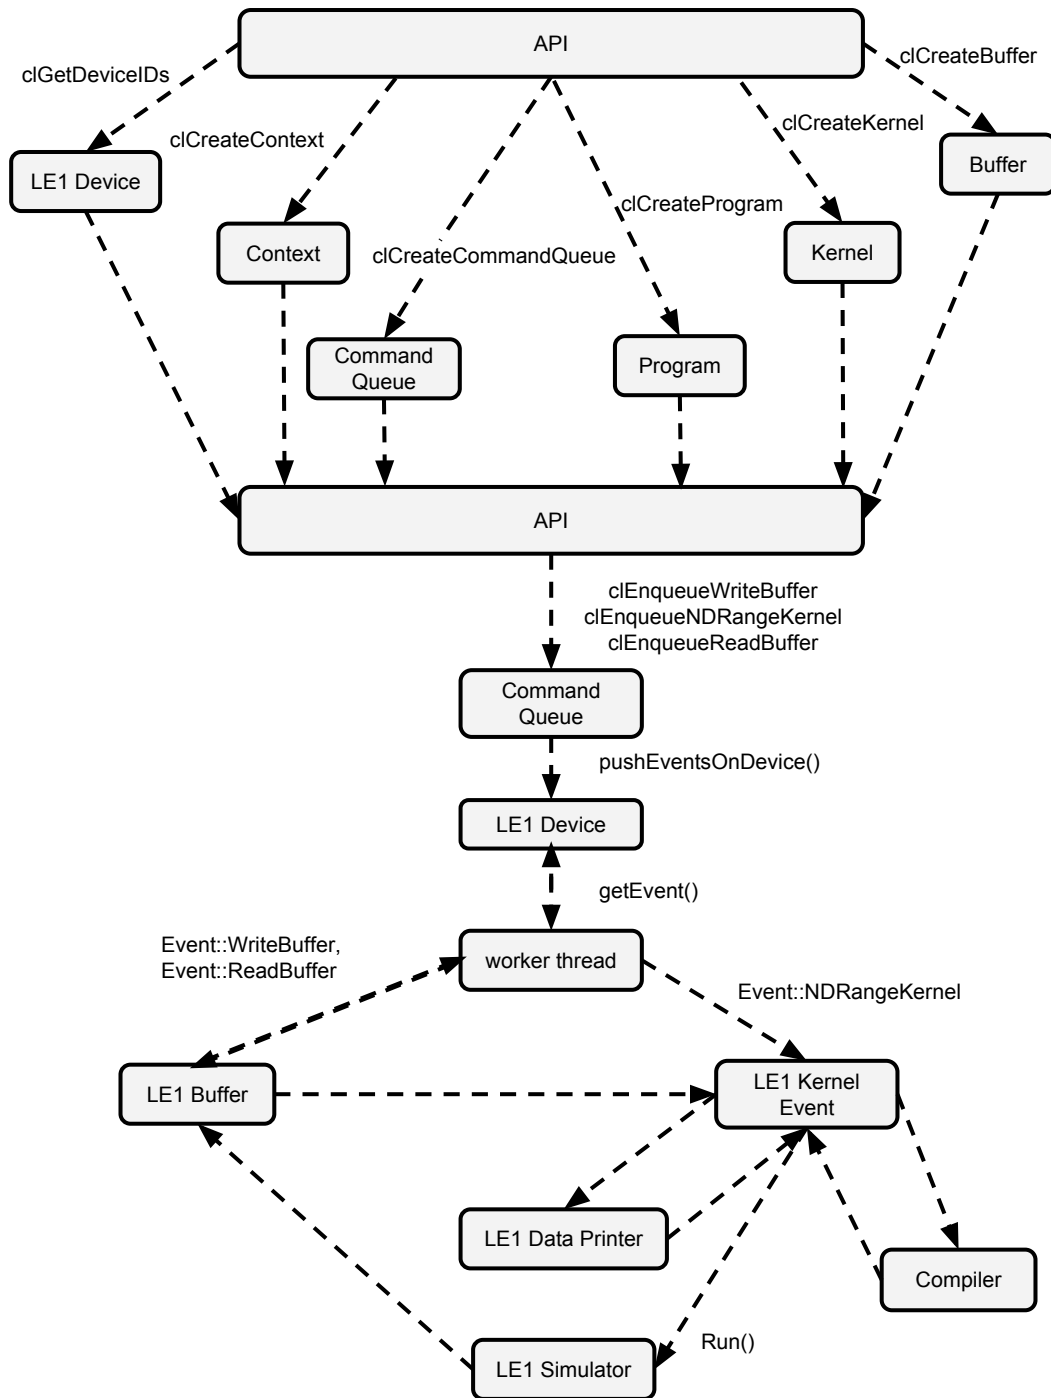 API
clGetDeviceIDs
clCreateBuffer
clCreateContext
clCreateKernel
LE1 Device
Buffer
clCreateProgram
Context
clCreateCommandQueue
Kernel
Command
Queue
Program
API
clEnqueueWriteBuffer
clEnqueueNDRangeKernel
clEnqueueReadBuffer
Command
Queue
pushEventsOnDevice()
LE1 Device
getEvent()
Event::WriteBuffer,
Event::ReadBuffer
worker thread
Event::NDRangeKernel
LE1 Buffer
LE1 Kernel
Event
LE1 Data Printer
Compiler
Run()
LE1 Simulator